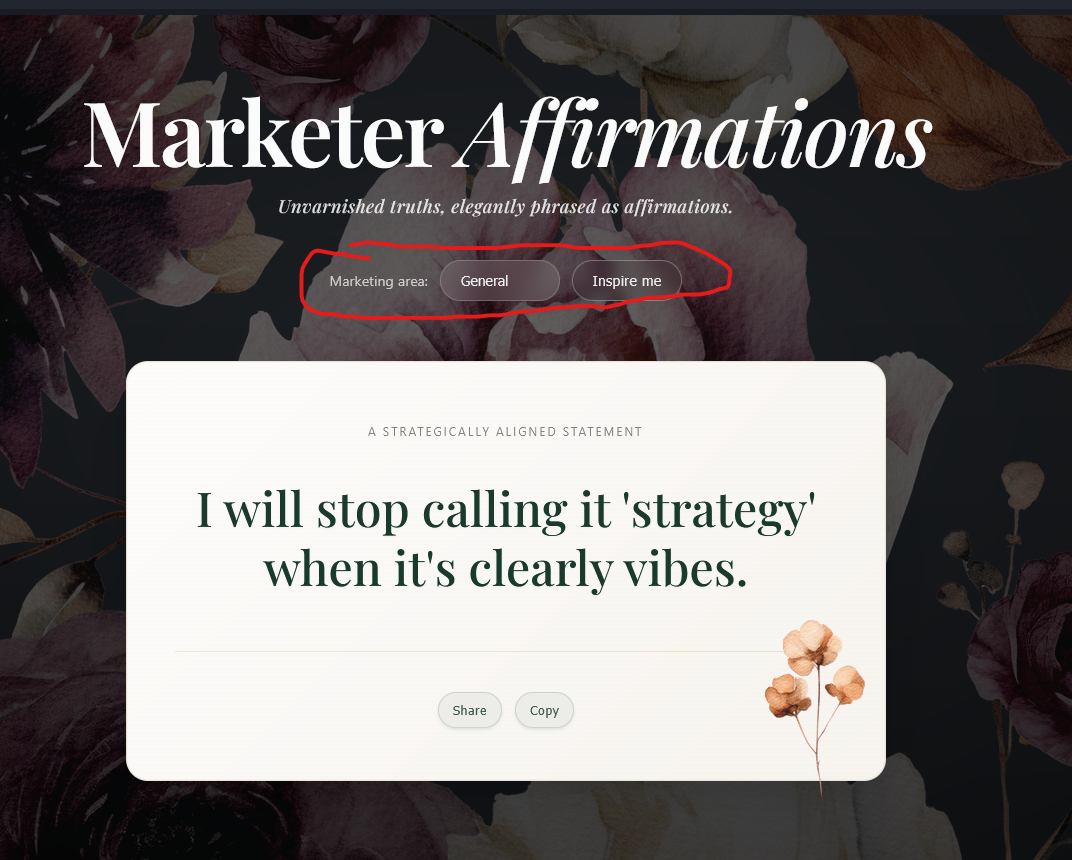 Marketer Affirmations
Unvarnished truths, elegantly phrased as affirmations.
Marketing area: General Inspire me
A STRATEGICALLY ALIGNED STATEMENT
I will stop calling it 'strategy'
when it's clearly vibes.
Share Copy